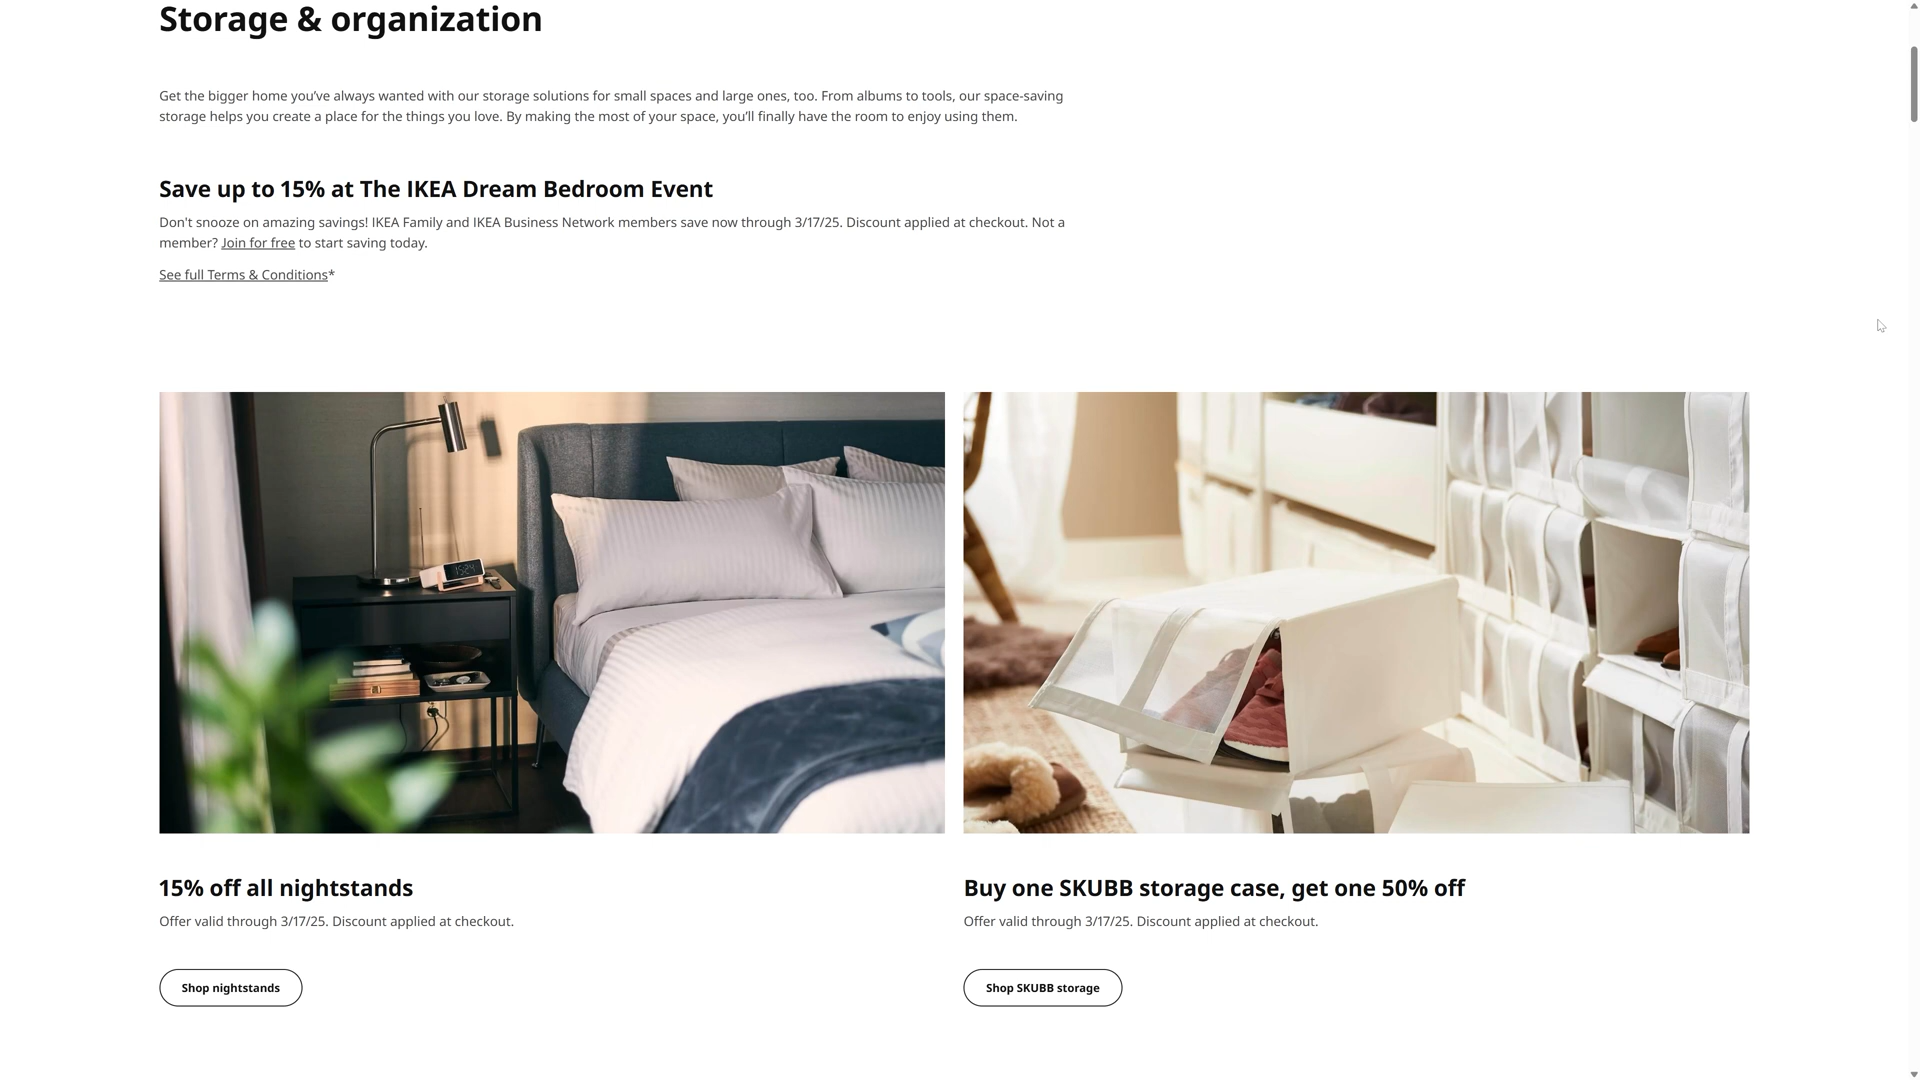 Storage & organization
Get the bigger home you’ve always wanted with our storage solutions for small spaces and large ones, too. From albums to tools, our space-saving
storage helps you create a place for the things you love. By making the most of your space, you’ll finally have the room to enjoy using them.
Save up to 15% at The IKEA Dream Bedroom Event
Don't snooze on amazing savings! IKEA Family and IKEA Business Network members save now through 3/17/25. Discount applied at checkout. Not a
member? Join for free to start saving today.
See full Terms & Conditions*
15:24
15% off all nightstands
Offer valid through 3/17/25. Discount applied at checkout.
Shop nightstands
Buy one SKUBB storage case, get one 50% off
Offer valid through 3/17/25. Discount applied at checkout.
Shop SKUBB storage